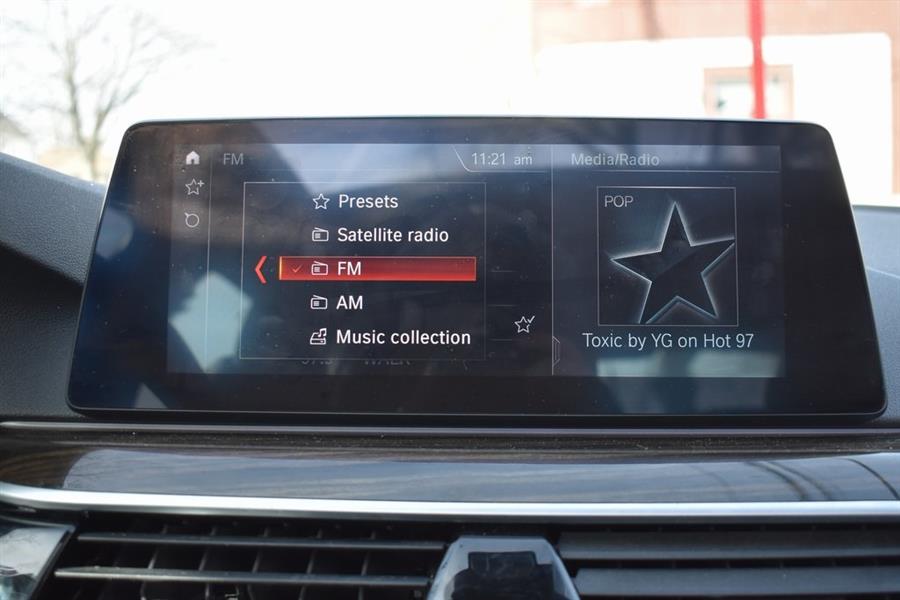 FM
11:21 am
Media/Radio
Presets
Satellite radio
FM
AM
Music collection
POP
Toxic by YG on Hot 97